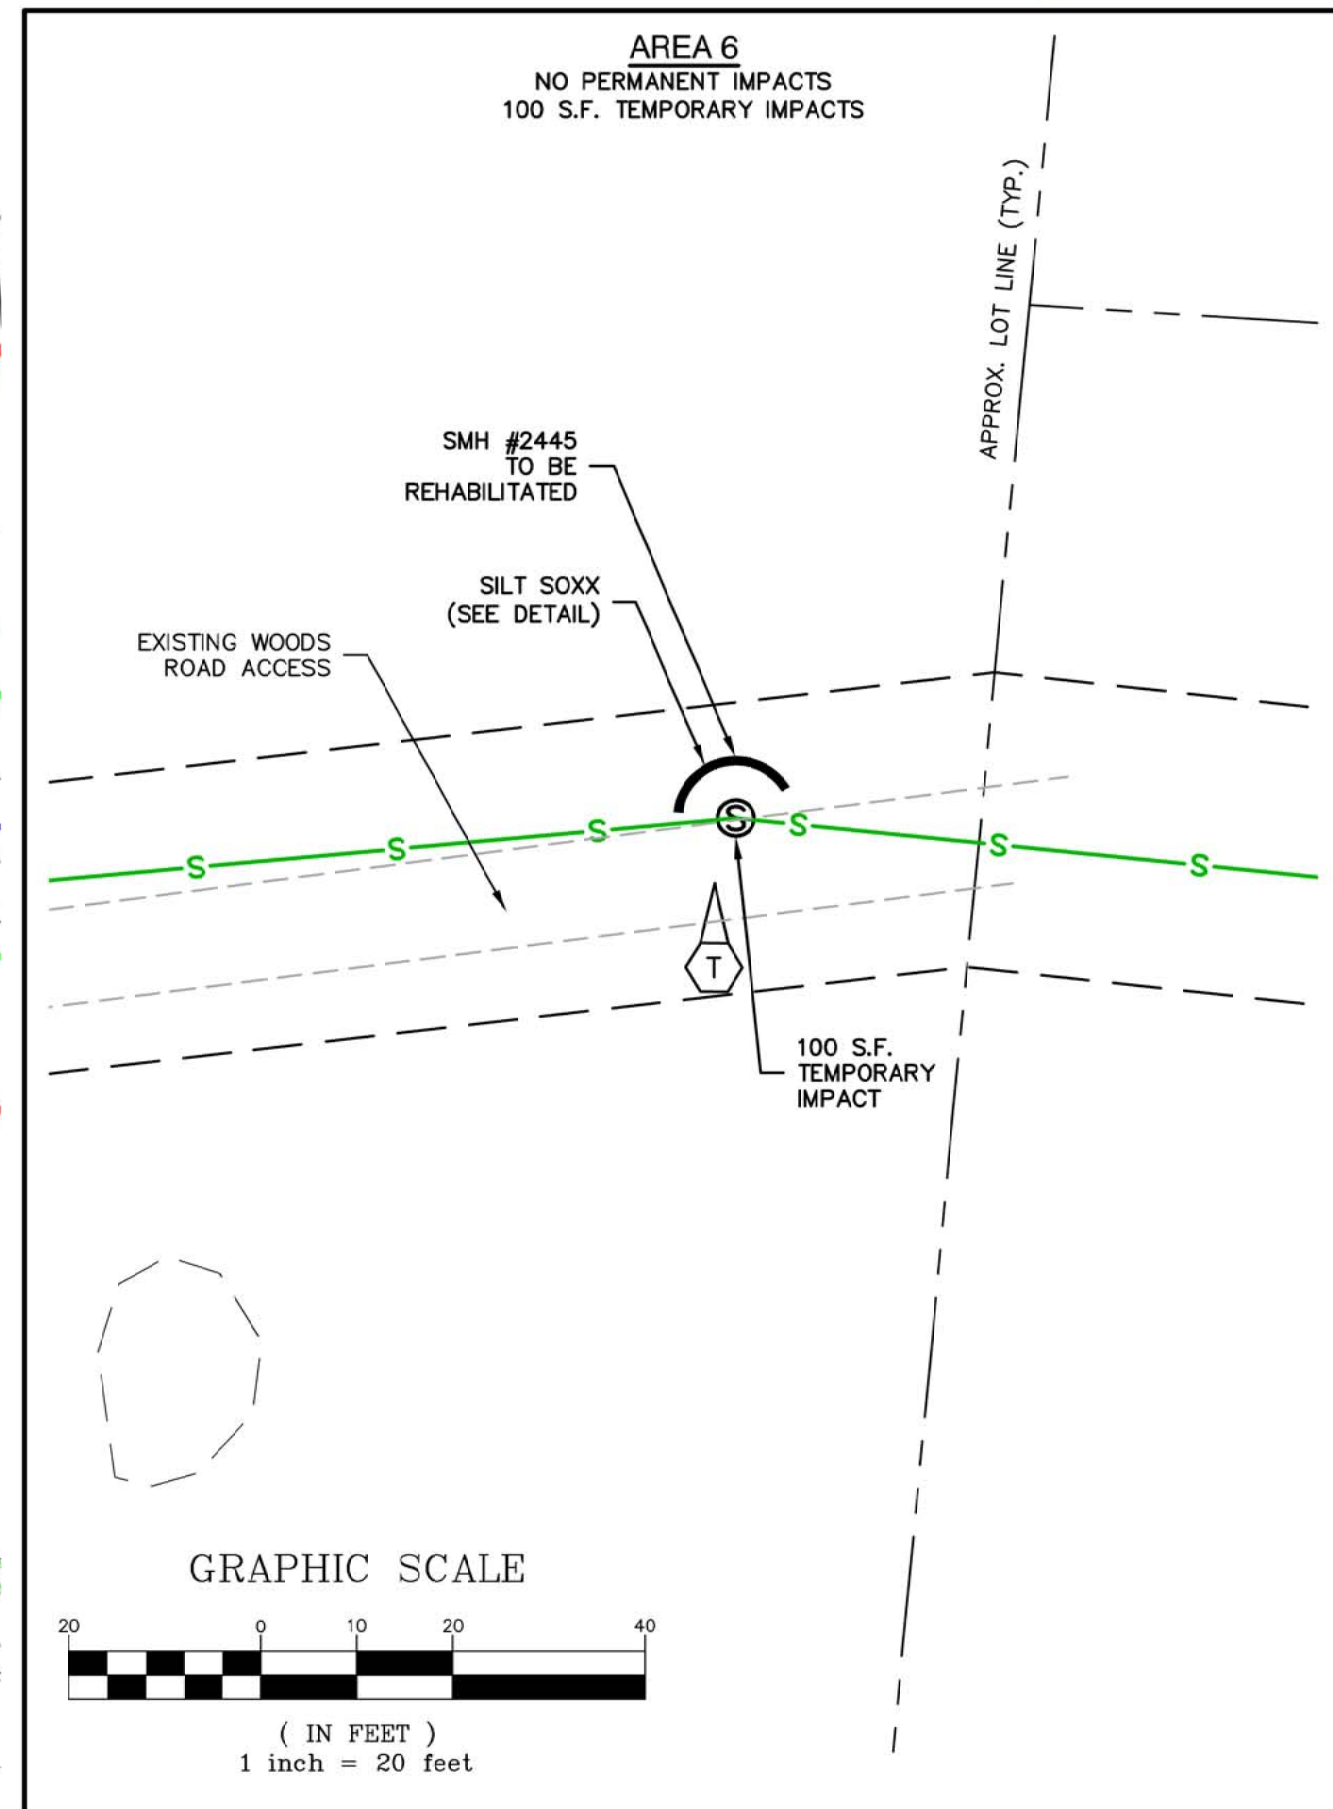 AREA 6
NO PERMANENT IMPACTS
100 S.F. TEMPORARY IMPACTS
APPROX. LOT LINE (TYP.)
SMH #2445
TO BE
REHABILITATED
SILT SOXX
(SEE DETAIL)
EXISTING WOODS
ROAD ACCESS
S
S
S
S
S
S
S
T
100 S.F.
TEMPORARY
IMPACT
GRAPHIC SCALE
20 0 10 20 40
( IN FEET )
1 inch = 20 feet